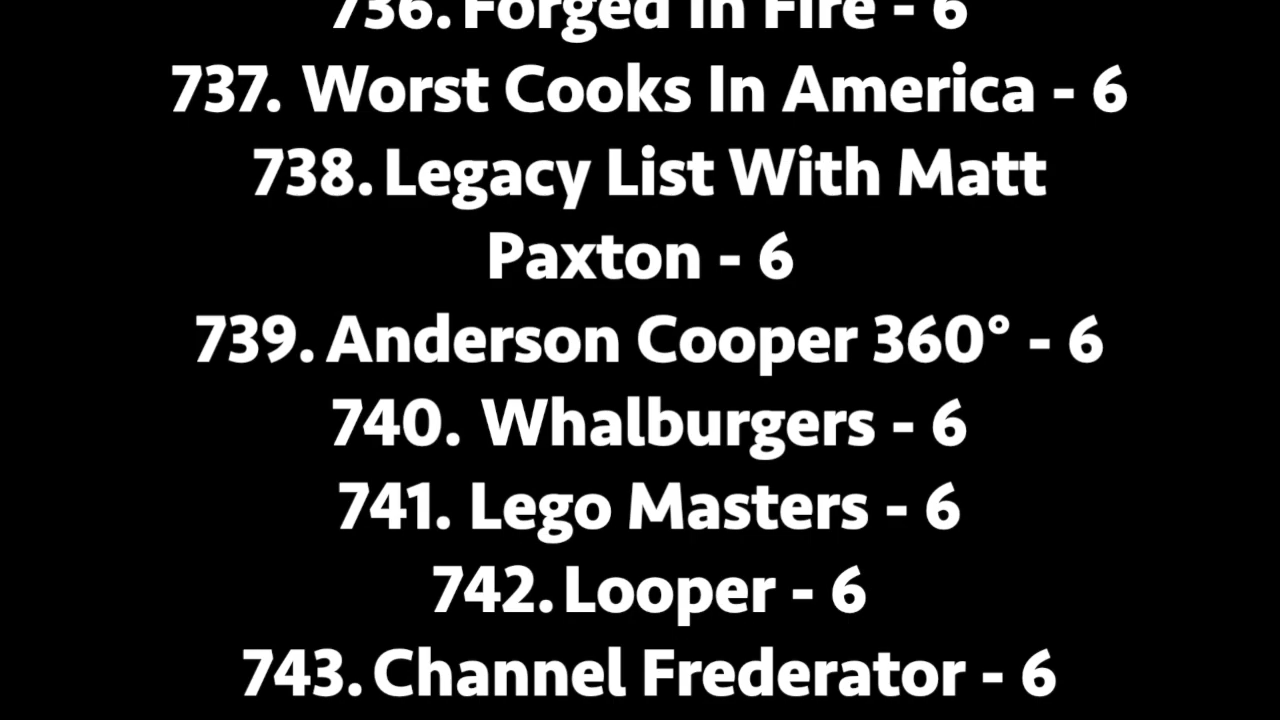 736. Forged In Fire - 6
737. Worst Cooks In America - 6
738. Legacy List With Matt
Paxton - 6
739. Anderson Cooper 360° - 6
740. Whalburgers - 6
741. Lego Masters - 6
742. Looper - 6
743. Channel Frederator - 6